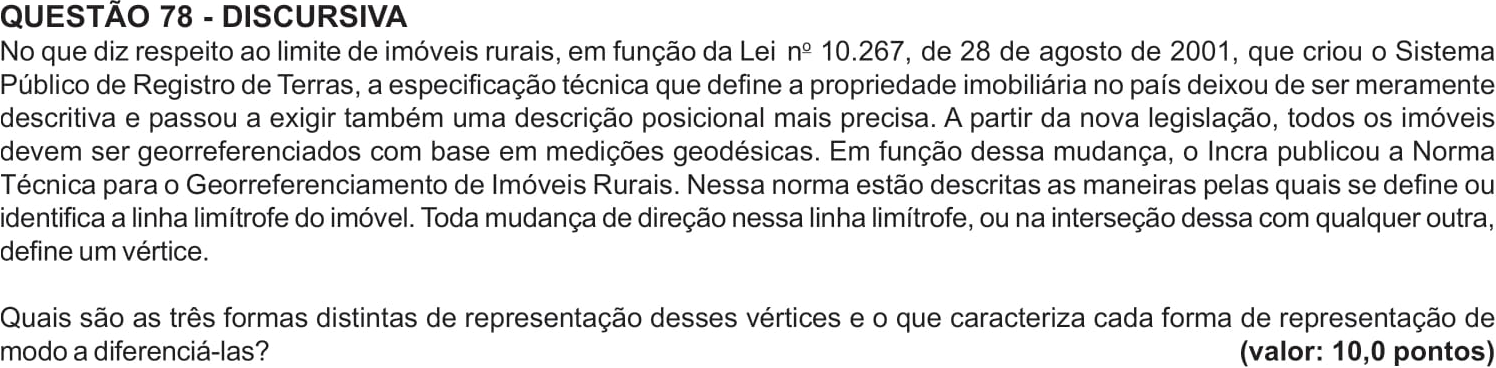 QUESTÃO 78 - DISCURSIVA
No que diz respeito ao limite de imóveis rurais, em função da Lei nº 10.267, de 28 de agosto de 2001, que criou o Sistema
Público de Registro de Terras, a especificação técnica que define a propriedade imobiliária no país deixou de ser meramente
descritiva e passou a exigir também uma descrição posicional mais precisa. A partir da nova legislação, todos os imóveis
devem ser georreferenciados com base em medições geodésicas. Em função dessa mudança, o Incra publicou a Norma
Técnica para o Georreferenciamento de Imóveis Rurais. Nessa norma estão descritas as maneiras pelas quais se define ou
identifica a linha limítrofe do imóvel. Toda mudança de direção nessa linha limítrofe, ou na interseção dessa com qualquer outra,
define um vértice.
Quais são as três formas distintas de representação desses vértices e o que caracteriza cada forma de representação de
modo a diferenciá-las? (valor: 10,0 pontos)